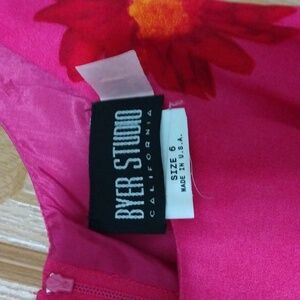 BYER STUDIO
CALIFORNIA
SIZE 6
MADE IN U.S.A.